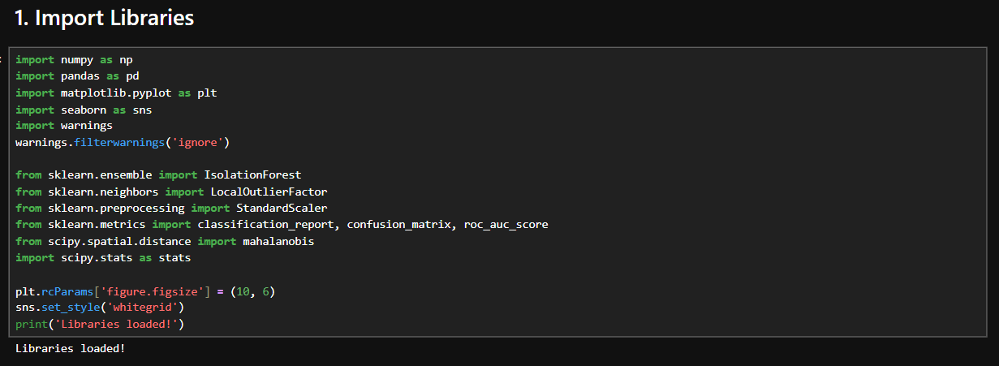 1. Import Libraries
:
import numpy as np
import pandas as pd
import matplotlib.pyplot as plt
import seaborn as sns
import warnings
warnings.filterwarnings('ignore')
from sklearn.ensemble import IsolationForest
from sklearn.neighbors import LocalOutlierFactor
from sklearn.preprocessing import StandardScaler
from sklearn.metrics import classification_report, confusion_matrix, roc_auc_score
from scipy.spatial.distance import mahalanobis
import scipy.stats as stats
plt.rcParams['figure.figsize'] = (10, 6)
sns.set_style('whitegrid')
print('Libraries loaded!')
Libraries loaded!